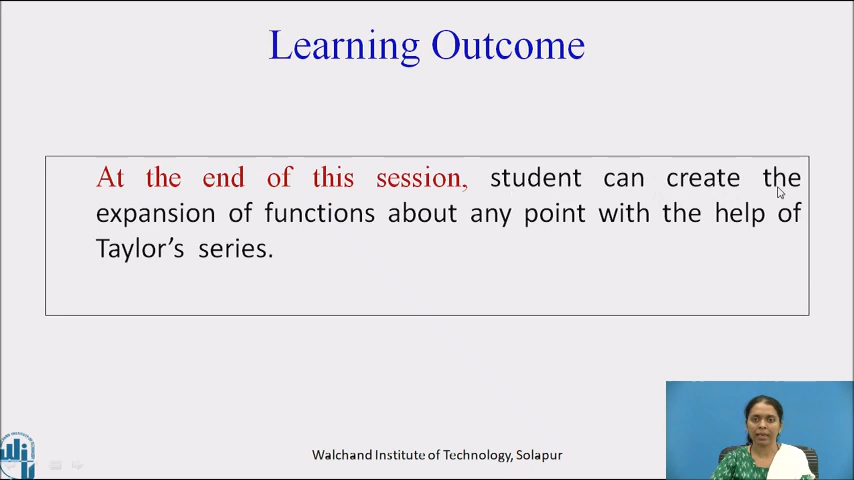 Learning Outcome
At the end of this session, student can create the
expansion of functions about any point with the help of
Taylor's series.
Walchand Institute of Technology, Solapur